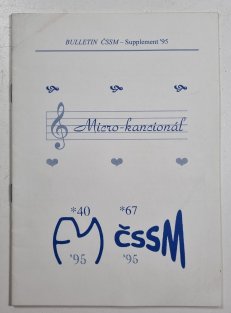 BULLETIN ČSSM – Supplement '95
Micro-kancionál
*40 *67
FM ČSSM
'95 '95